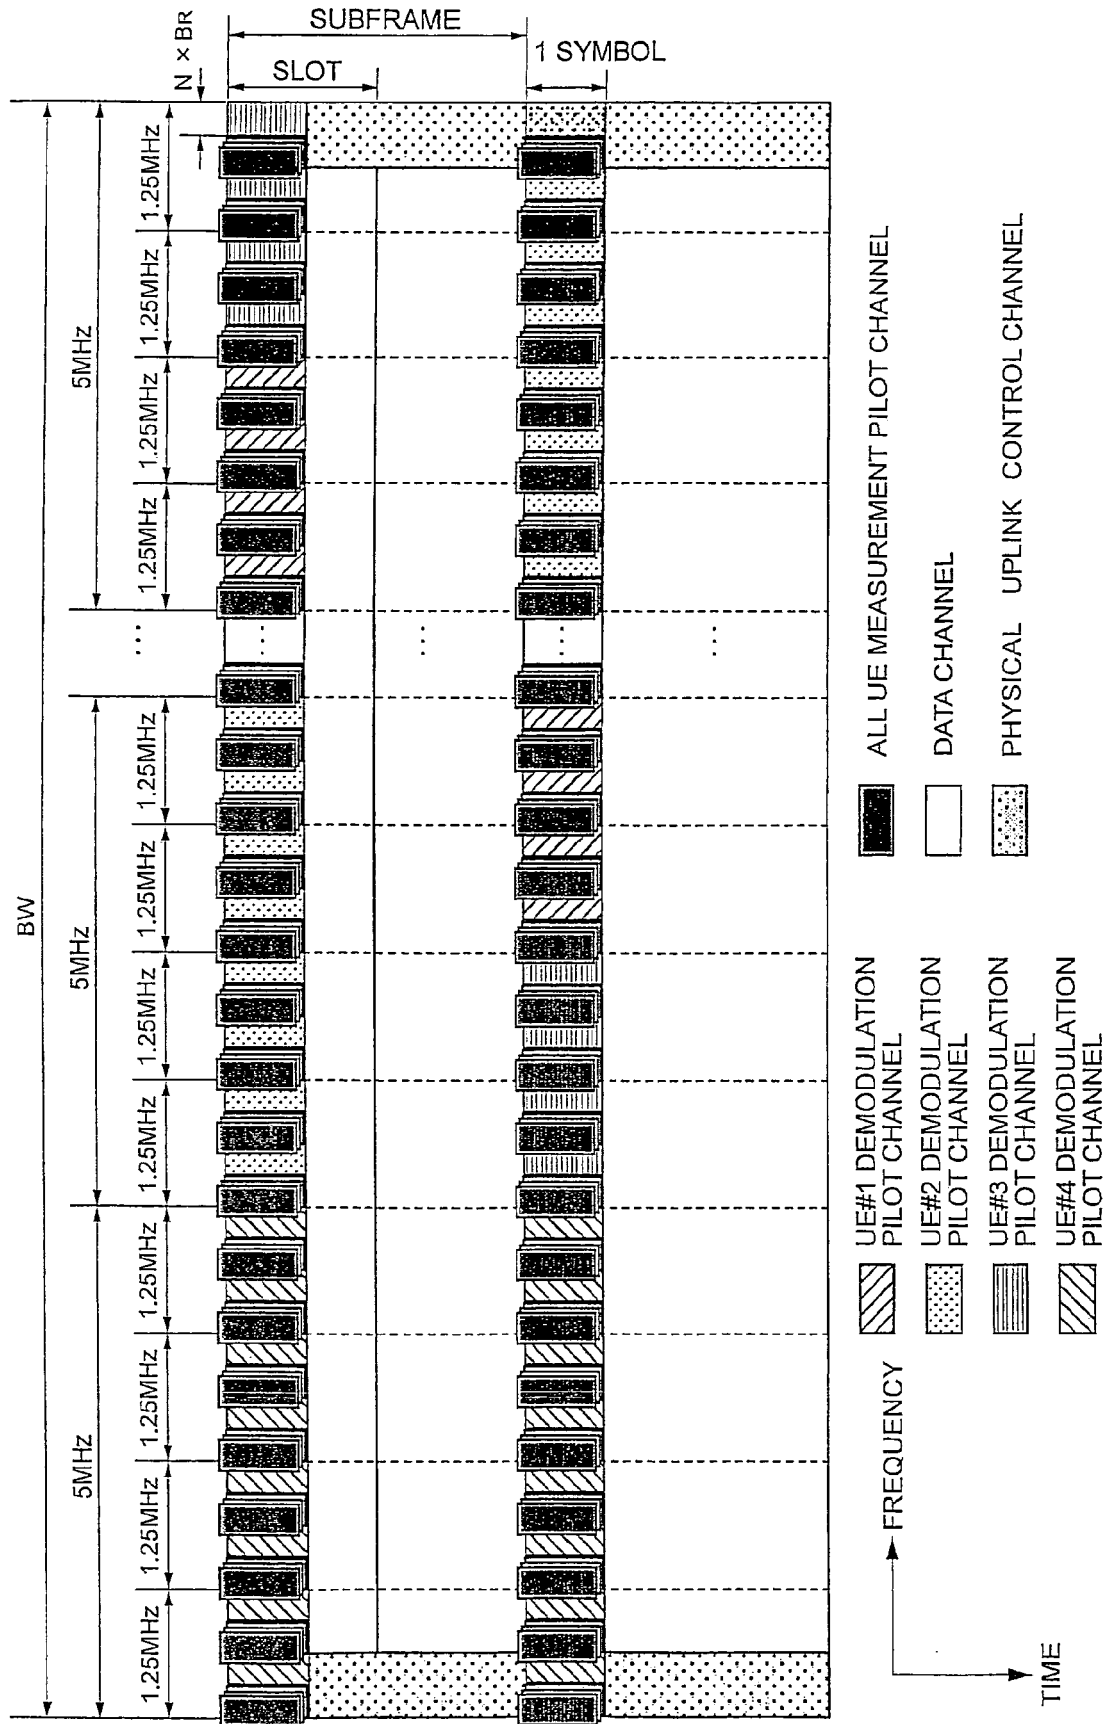 BW
5MHz
5MHz
5MHz
1.25MHz
1.25MHz
1.25MHz
1.25MHz
1.25MHz
1.25MHz
1.25MHz
1.25MHz
...
1.25MHz
1.25MHz
1.25MHz
1.25MHz
N × BR
SUBFRAME
SLOT
1 SYMBOL
...
...
...
...
FREQUENCY
TIME
UE#1 DEMODULATION
PILOT CHANNEL
UE#2 DEMODULATION
PILOT CHANNEL
UE#3 DEMODULATION
PILOT CHANNEL
UE#4 DEMODULATION
PILOT CHANNEL
ALL UE MEASUREMENT PILOT CHANNEL
DATA CHANNEL
PHYSICAL UPLINK CONTROL CHANNEL